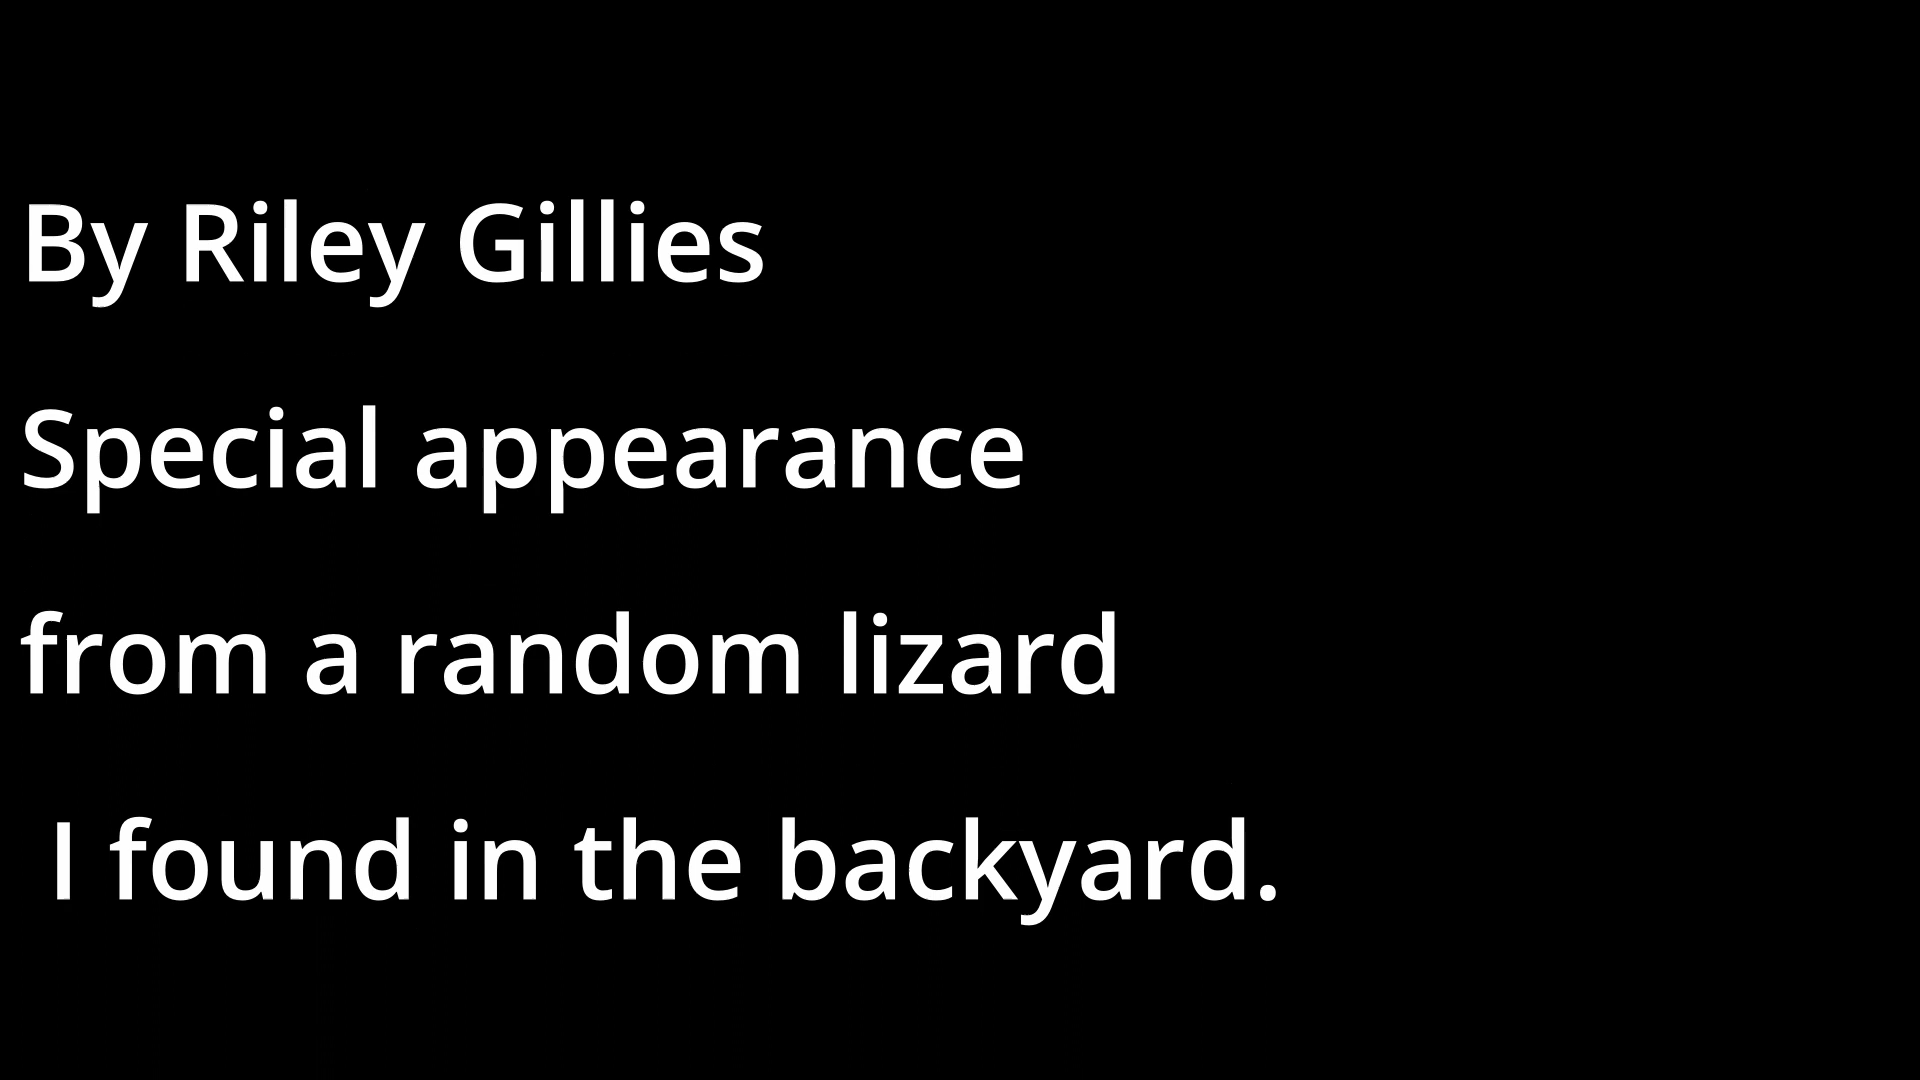 By Riley Gillies
Special appearance
from a random lizard
I found in the backyard.